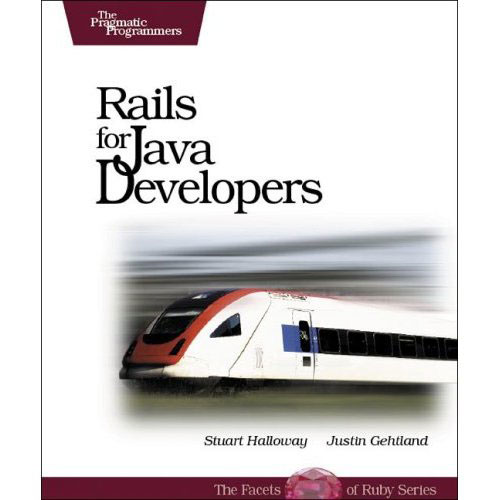 The
Pragmatic
Programmers
Rails
for Java
Developers
Stuart Halloway Justin Gehtland
The Facets of Ruby Series